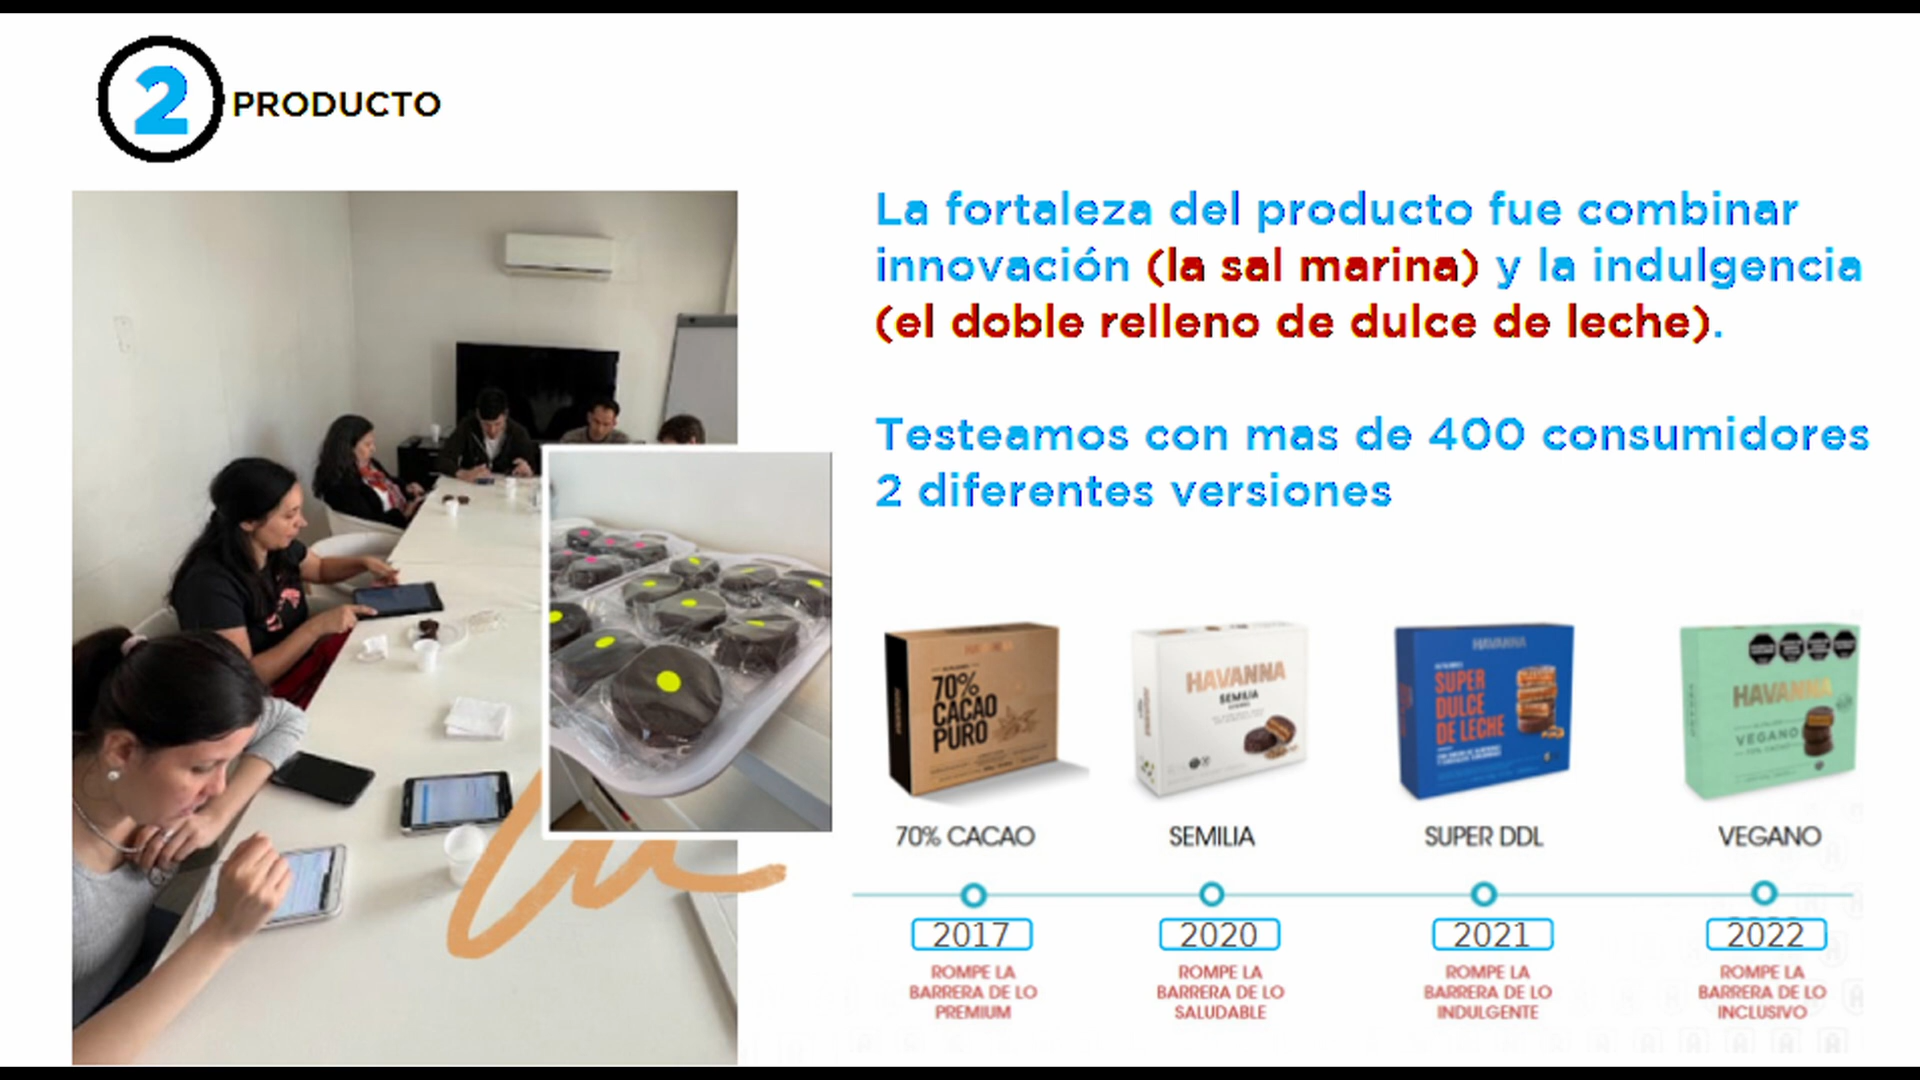 2 PRODUCTO
La fortaleza del producto fue combinar
innovación (la sal marina) y la indulgencia
(el doble relleno de dulce de leche).
Testeamos con mas de 400 consumidores
2 diferentes versiones
HAVANNA
70%
CACAO
PURO
HAVANNA
SEMILIA
HAVANNA
SUPER
DULCE
DE LECHE
HAVANNA
VEGANO
70% CACAO
SEMILIA
SUPER DDL
VEGANO
2017
2020
2021
2022
ROMPE LA
BARRERA DE LO
PREMIUM
ROMPE LA
BARRERA DE LO
SALUDABLE
ROMPE LA
BARRERA DE LO
INDULGENTE
ROMPE LA
BARRERA DE LO
INCLUSIVO